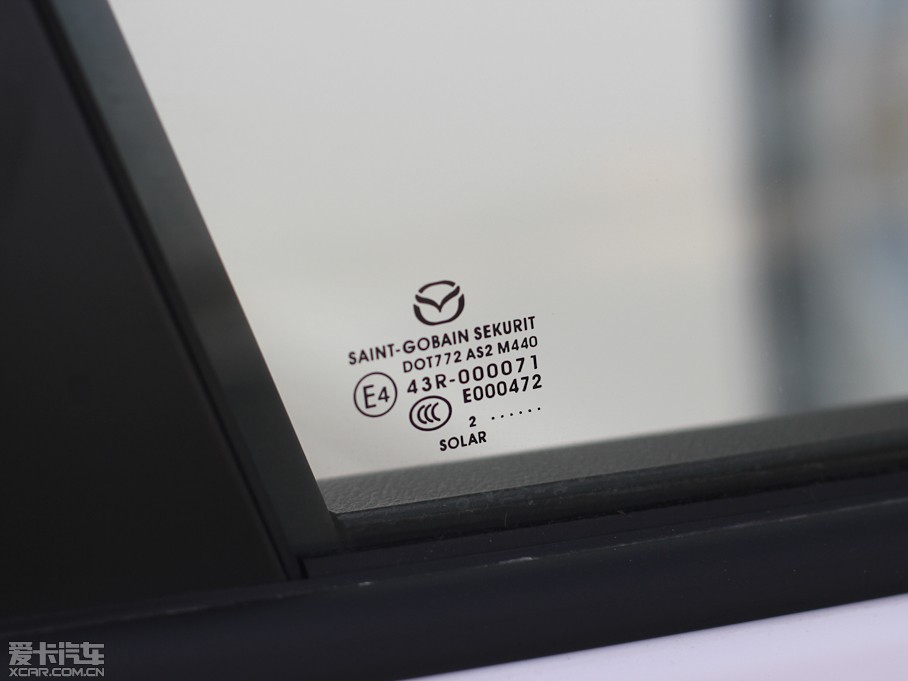 SAINT-GOBAIN SEKURIT
DOT772 AS2 M440
E4 43R-000071
CCC E000472
2 ......
SOLAR
爱卡汽车
XCAR.COM.CN